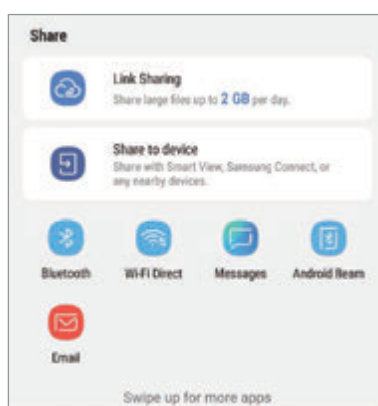 Share
Link Sharing
Share large files up to 2 GB per day.
Share to device
Share with Smart View, Samsung Connect, or
any nearby devices.
Bluetooth Wi-Fi Direct Messages Android Beam
Email
Swipe up for more apps